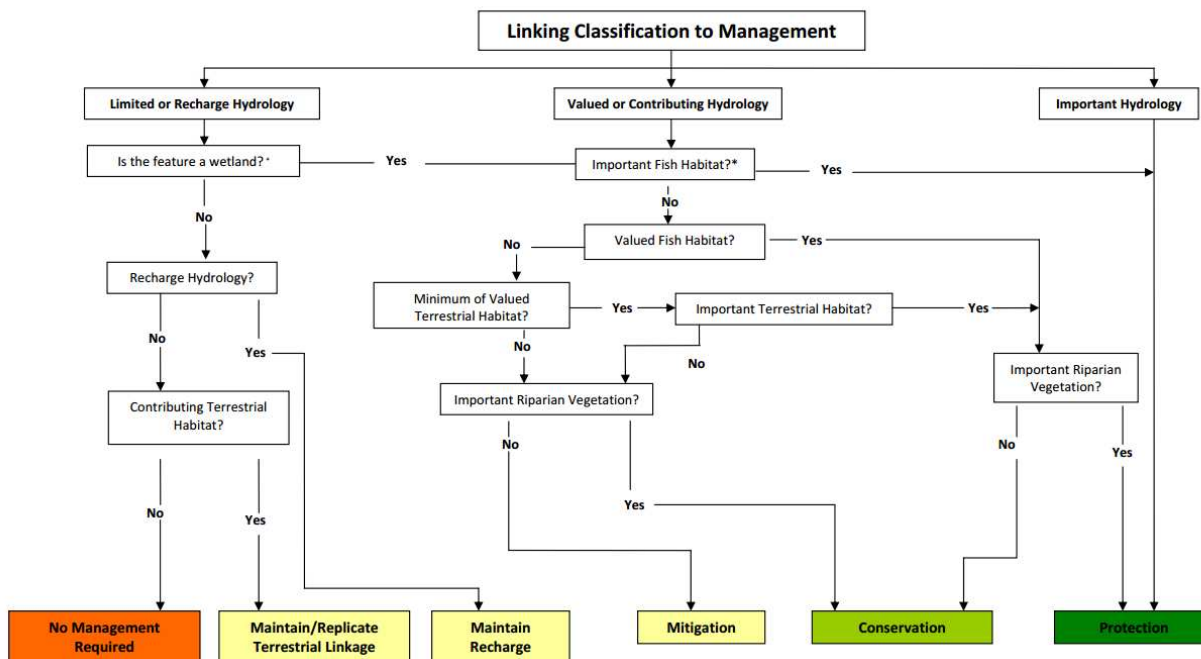 Linking Classification to Management
Limited or Recharge Hydrology
Valued or Contributing Hydrology
Important Hydrology
Is the feature a wetland? *
Yes
Important Fish Habitat?*
Yes
No
No
Valued Fish Habitat?
No
Yes
Recharge Hydrology?
Minimum of Valued
Terrestrial Habitat?
Yes
Important Terrestrial Habitat?
Yes
No
Yes
No
No
Important Riparian
Vegetation?
Contributing Terrestrial
Habitat?
Important Riparian Vegetation?
No
No
Yes
Yes
No
Yes
No Management
Required
Maintain/Replicate
Terrestrial Linkage
Maintain
Recharge
Mitigation
Conservation
Protection